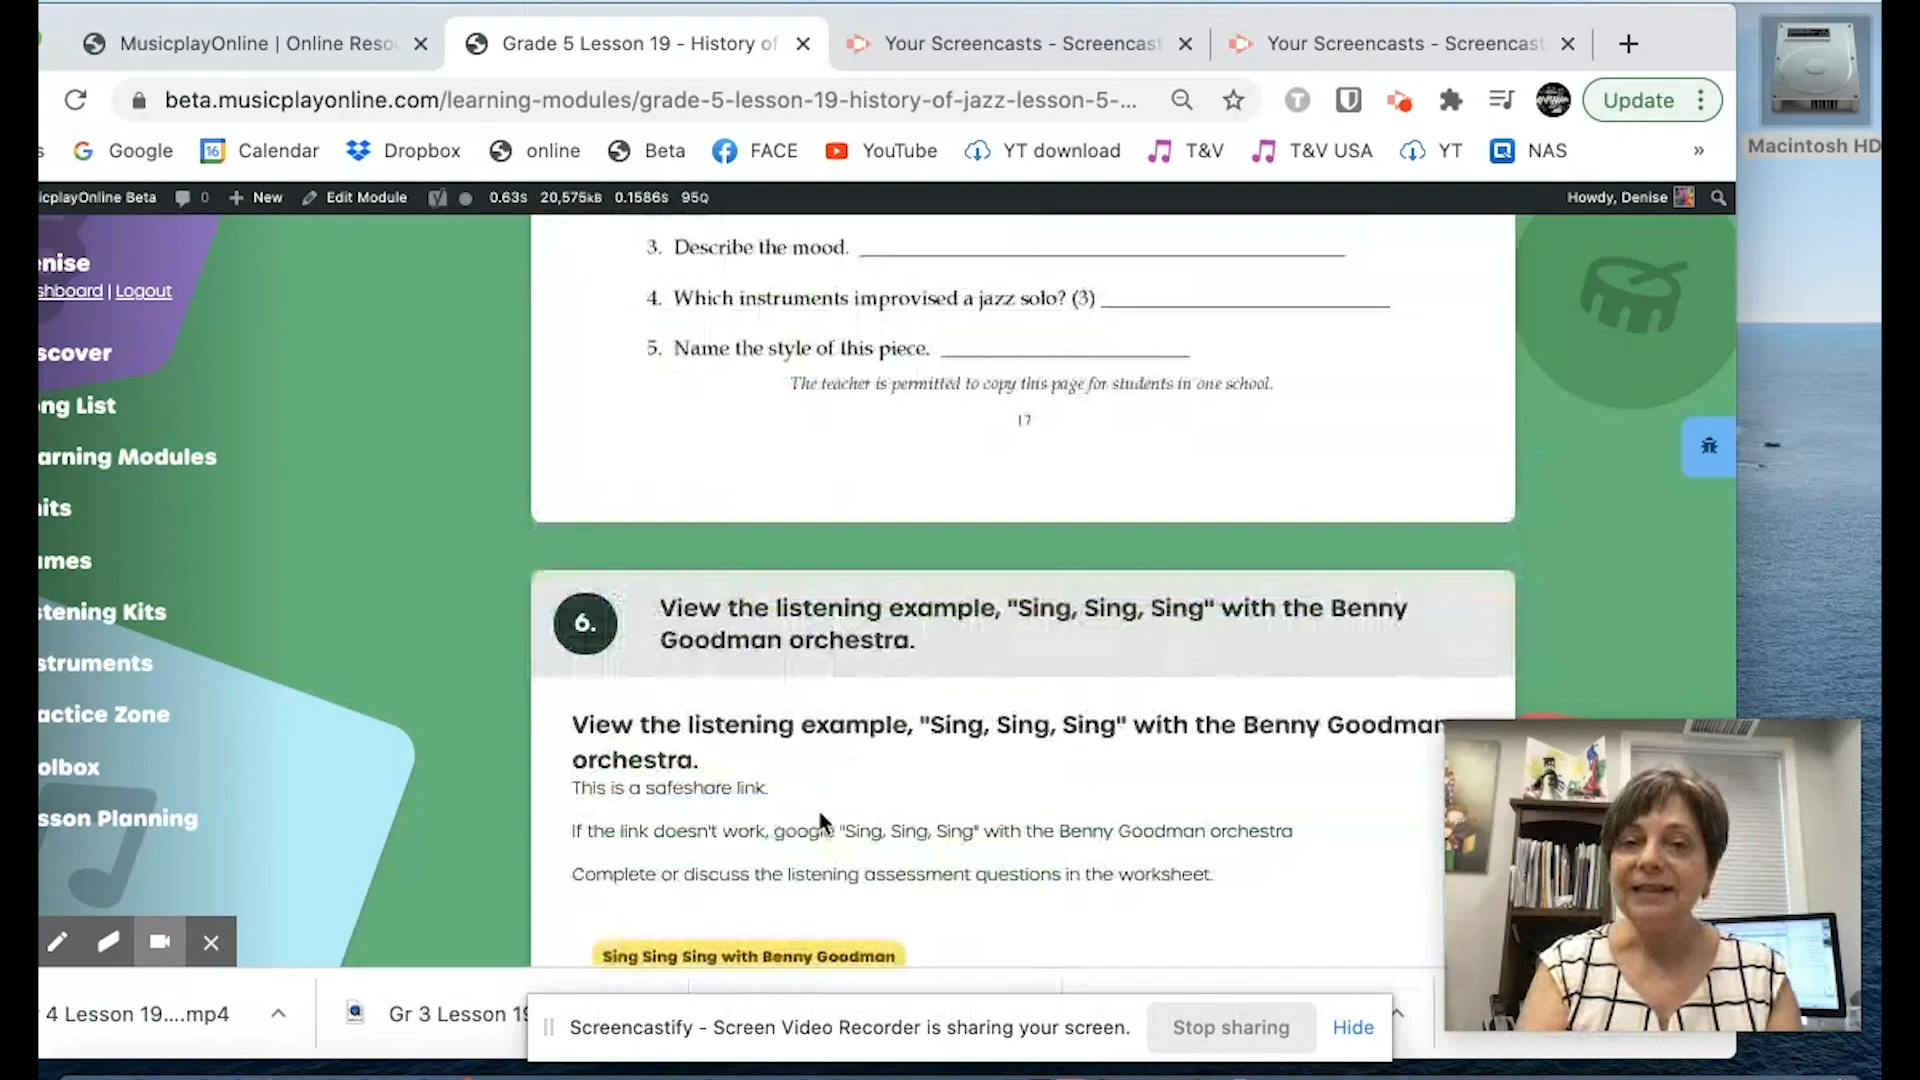 MusicplayOnline | Online Reso
Grade 5 Lesson 19 - History of
Your Screencasts - Screencast
Your Screencasts - Screencast
beta.musicplayonline.com/learning-modules/grade-5-lesson-19-history-of-jazz-lesson-5-...
Update
Macintosh HD
s
Google
16
Calendar
Dropbox
online
Beta
FACE
YouTube
YT download
T&V
T&V USA
YT
NAS
»
icplayOnline Beta
0
New
Edit Module
0.63s 20,575kB 0.1586s 95Q
Howdy, Denise
enise
shboard | Logout
scover
ong List
arning Modules
nits
ames
stening Kits
struments
actice Zone
olbox
sson Planning
3. Describe the mood.
4. Which instruments improvised a jazz solo? (3)
5. Name the style of this piece.
The teacher is permitted to copy this page for students in one school.
17
6.
View the listening example, "Sing, Sing, Sing" with the Benny
Goodman orchestra.
View the listening example, "Sing, Sing, Sing" with the Benny Goodman
orchestra.
This is a safeshare link.
If the link doesn't work, google "Sing, Sing, Sing" with the Benny Goodman orchestra
Complete or discuss the listening assessment questions in the worksheet.
Sing Sing Sing with Benny Goodman
4 Lesson 19....mp4
Gr 3 Lesson 19
Screencastify - Screen Video Recorder is sharing your screen.
Stop sharing
Hide